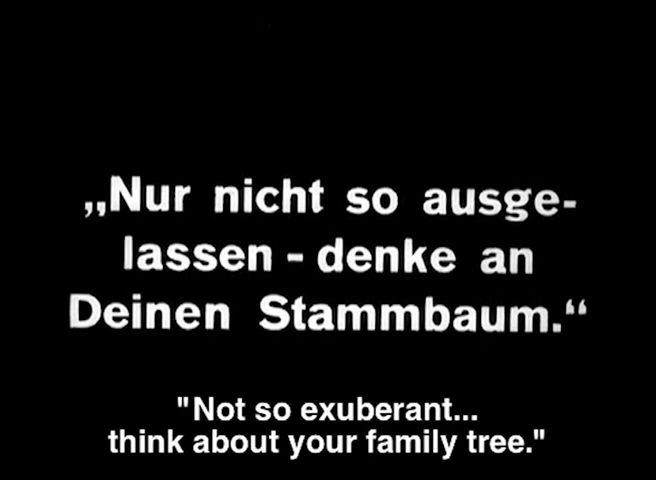 „Nur nicht so ausge-
lassen - denke an
Deinen Stammbaum.“
"Not so exuberant...
think about your family tree."